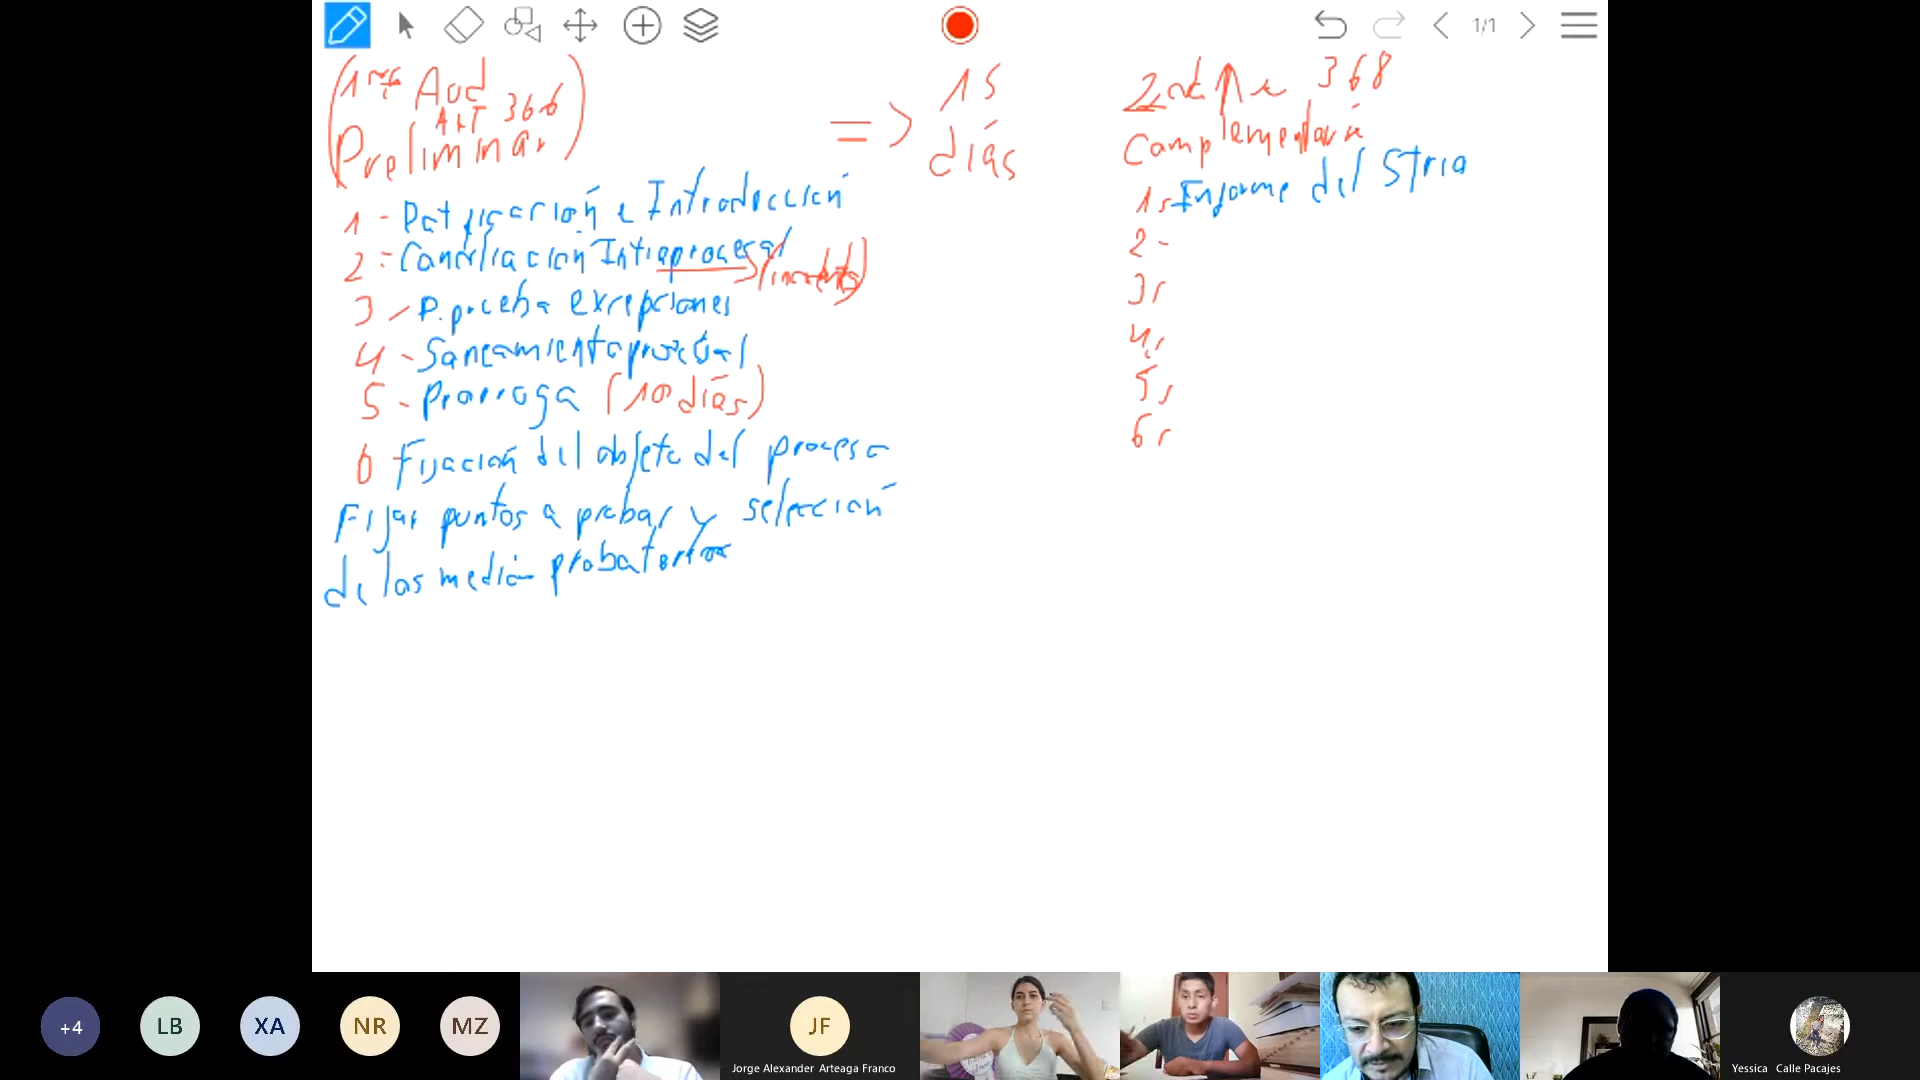 1/1
(1ra Aud
Art 366
Preliminar)
=> 15
días
2nda 368
Complementaria
1- Ratificación e Introducción
2- Conciliación Intraprocesal
3- P. prueba excepciones
4- Saneamiento procesal
5- Prorroga (10 días)
6 Fijación del objeto del proceso
Fijar puntos a probar y selección
de los medios probatorios
1- Informe del Strio
2-
3-
4-
5-
6-
+4
LB
XA
NR
MZ
JF
Jorge Alexander Arteaga Franco
Yessica Calle Pacajes